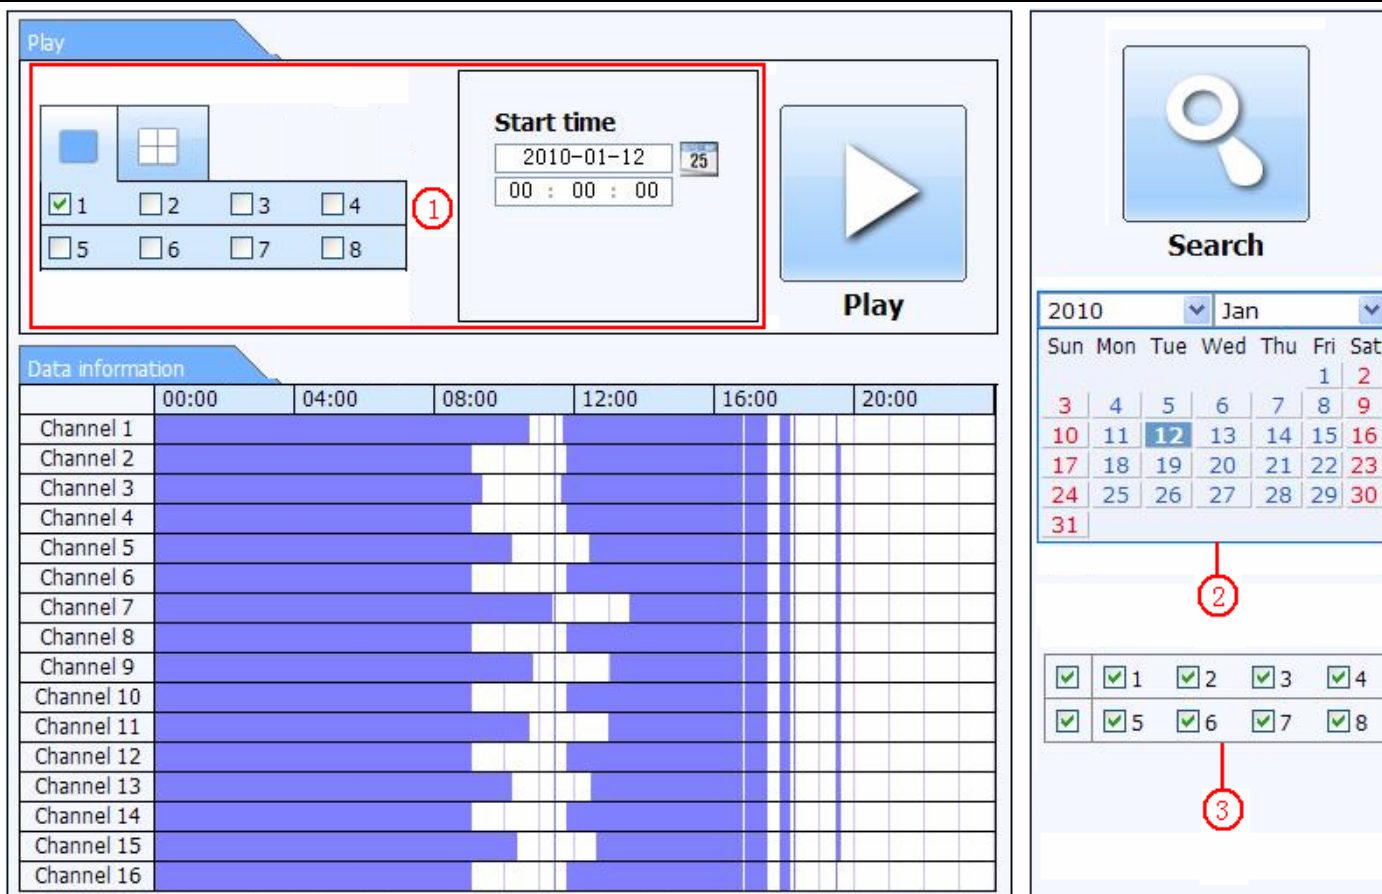 Play
Start time
2010-01-12
25
00 : 00 : 00
1 2 3 4
5 6 7 8
1
Play
Data information
00:00 04:00 08:00 12:00 16:00 20:00
Channel 1
Channel 2
Channel 3
Channel 4
Channel 5
Channel 6
Channel 7
Channel 8
Channel 9
Channel 10
Channel 11
Channel 12
Channel 13
Channel 14
Channel 15
Channel 16
Search
2010 Jan
Sun Mon Tue Wed Thu Fri Sat
1 2
3 4 5 6 7 8 9
10 11 12 13 14 15 16
17 18 19 20 21 22 23
24 25 26 27 28 29 30
31
2
1 2 3 4
5 6 7 8
3